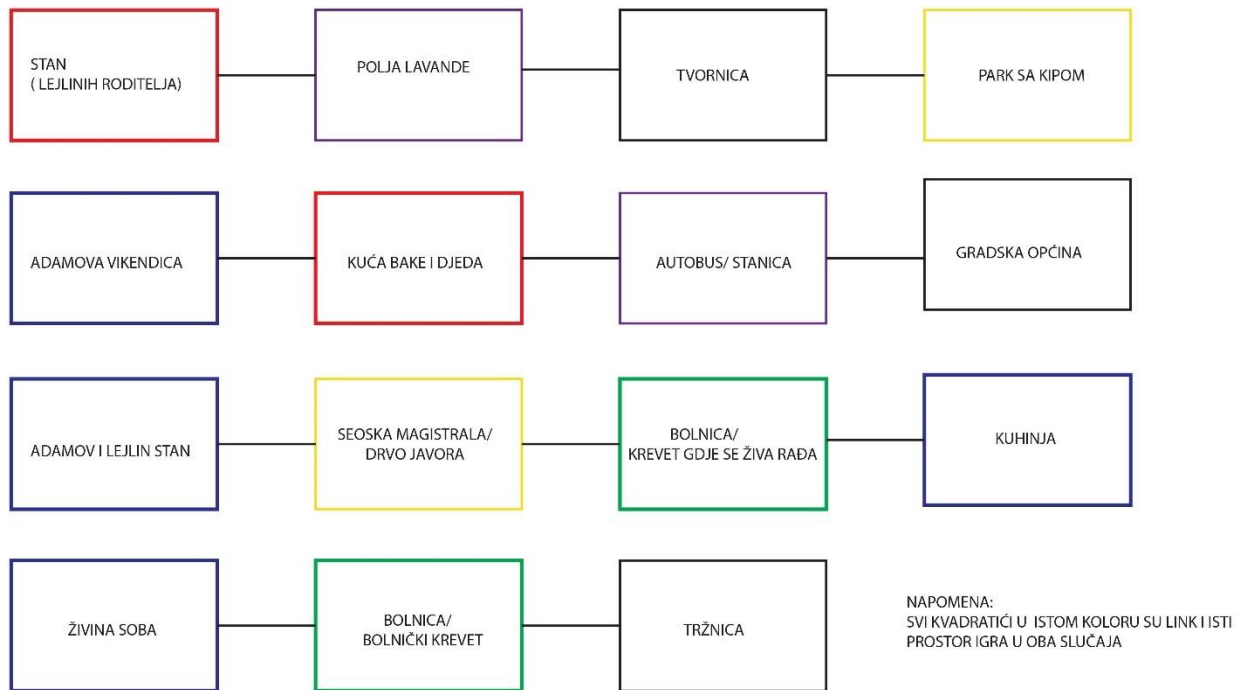 STAN
( LEJLINIH RODITELJA)
POLJA LAVANDE
TVORNICA
PARK SA KIPOM
ADAMOVA VIKENDICA
KUĆA BAKE I DJEDA
AUTOBUS/ STANICA
GRADSKA OPĆINA
ADAMOV I LEJLIN STAN
SEOSKA MAGISTRALA/
DRVO JAVORA
BOLNICA/
KREVET GDJE SE ŽIVA RAĐA
KUHINJA
ŽIVINA SOBA
BOLNICA/
BOLNIČKI KREVET
TRŽNICA
NAPOMENA:
SVI KVADRATIĆI U ISTOM KOLORU SU LINK I ISTI
PROSTOR IGRA U OBA SLUČAJA